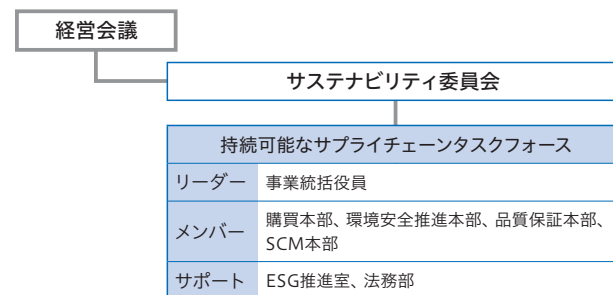 経営会議
サステナビリティ委員会
持続可能なサプライチェーンタスクフォース
リーダー 事業統括役員
メンバー 購買本部、環境安全推進本部、品質保証本部、
SCM本部
サポート ESG推進室、法務部